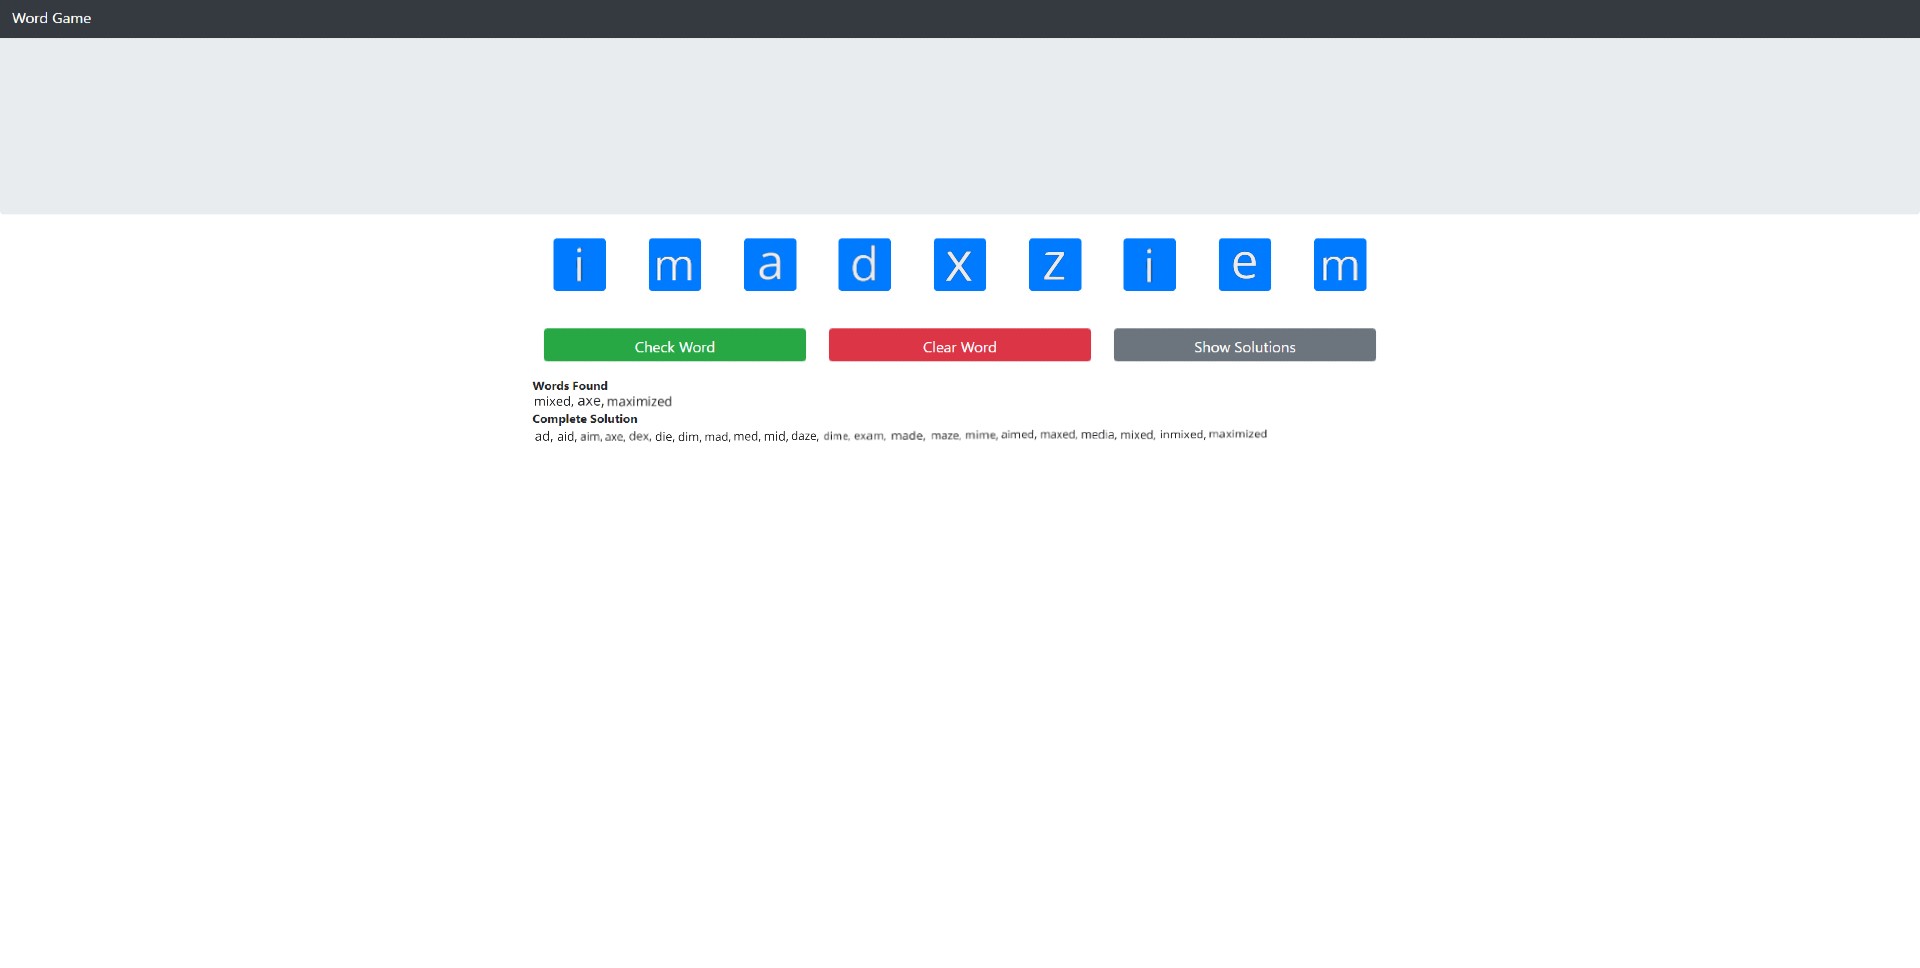 Word Game
i m a d x z i e m
Check Word Clear Word Show Solutions
Words Found
mixed, axe, maximized
Complete Solution
ad, aid, aim, axe, dex, die, dim, mad, med, mid, daze, dime, exam, made, maze, mime, aimed, maxed, media, mixed, inmixed, maximized